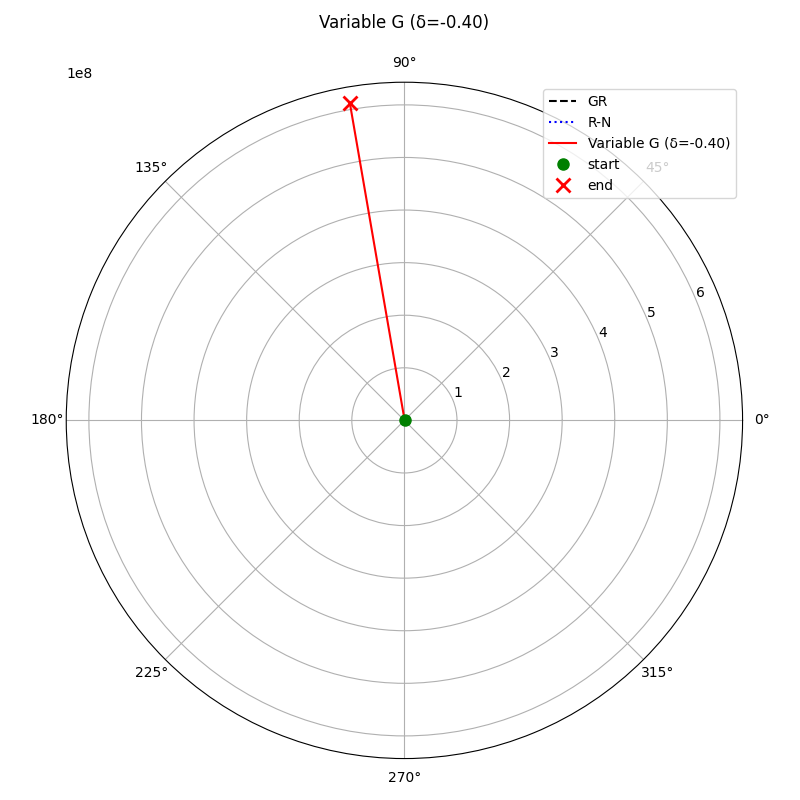 Variable G (δ=-0.40)
1e8
90°
GR
R-N
Variable G (δ=-0.40)
start
end
135°
45°
6
5
4
3
2
1
180°
0°
225°
315°
270°